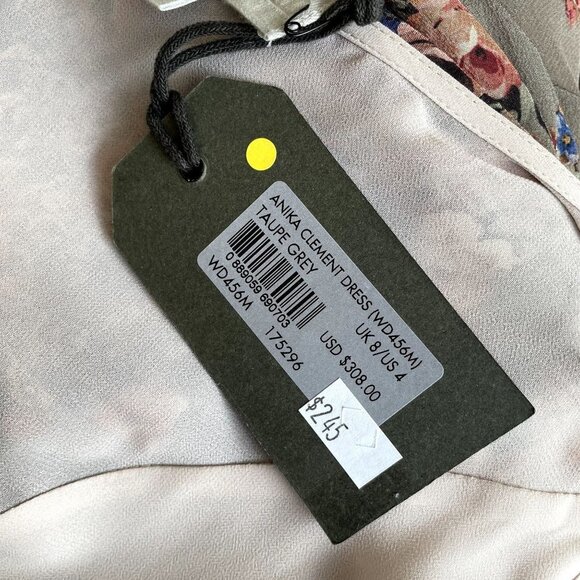 ANIKA CLEMENT DRESS (WD456M)
TAUPE GREY
UK 8/US 4
0 889059 690703
USD $308.00
WD456M 175296
$245